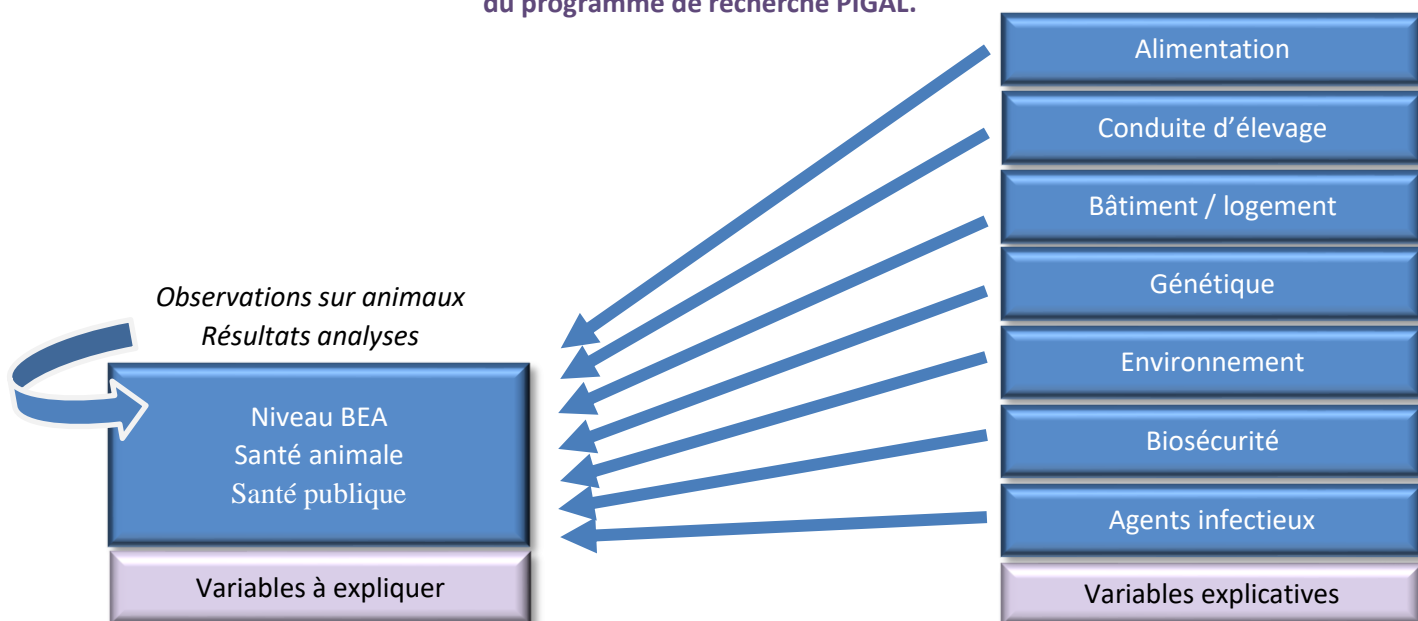 du programme de recherche PIGAL.
Observations sur animaux
Résultats analyses
Niveau BEA
Santé animale
Santé publique
Variables à expliquer
Alimentation
Conduite d'élevage
Bâtiment / logement
Génétique
Environnement
Biosécurité
Agents infectieux
Variables explicatives